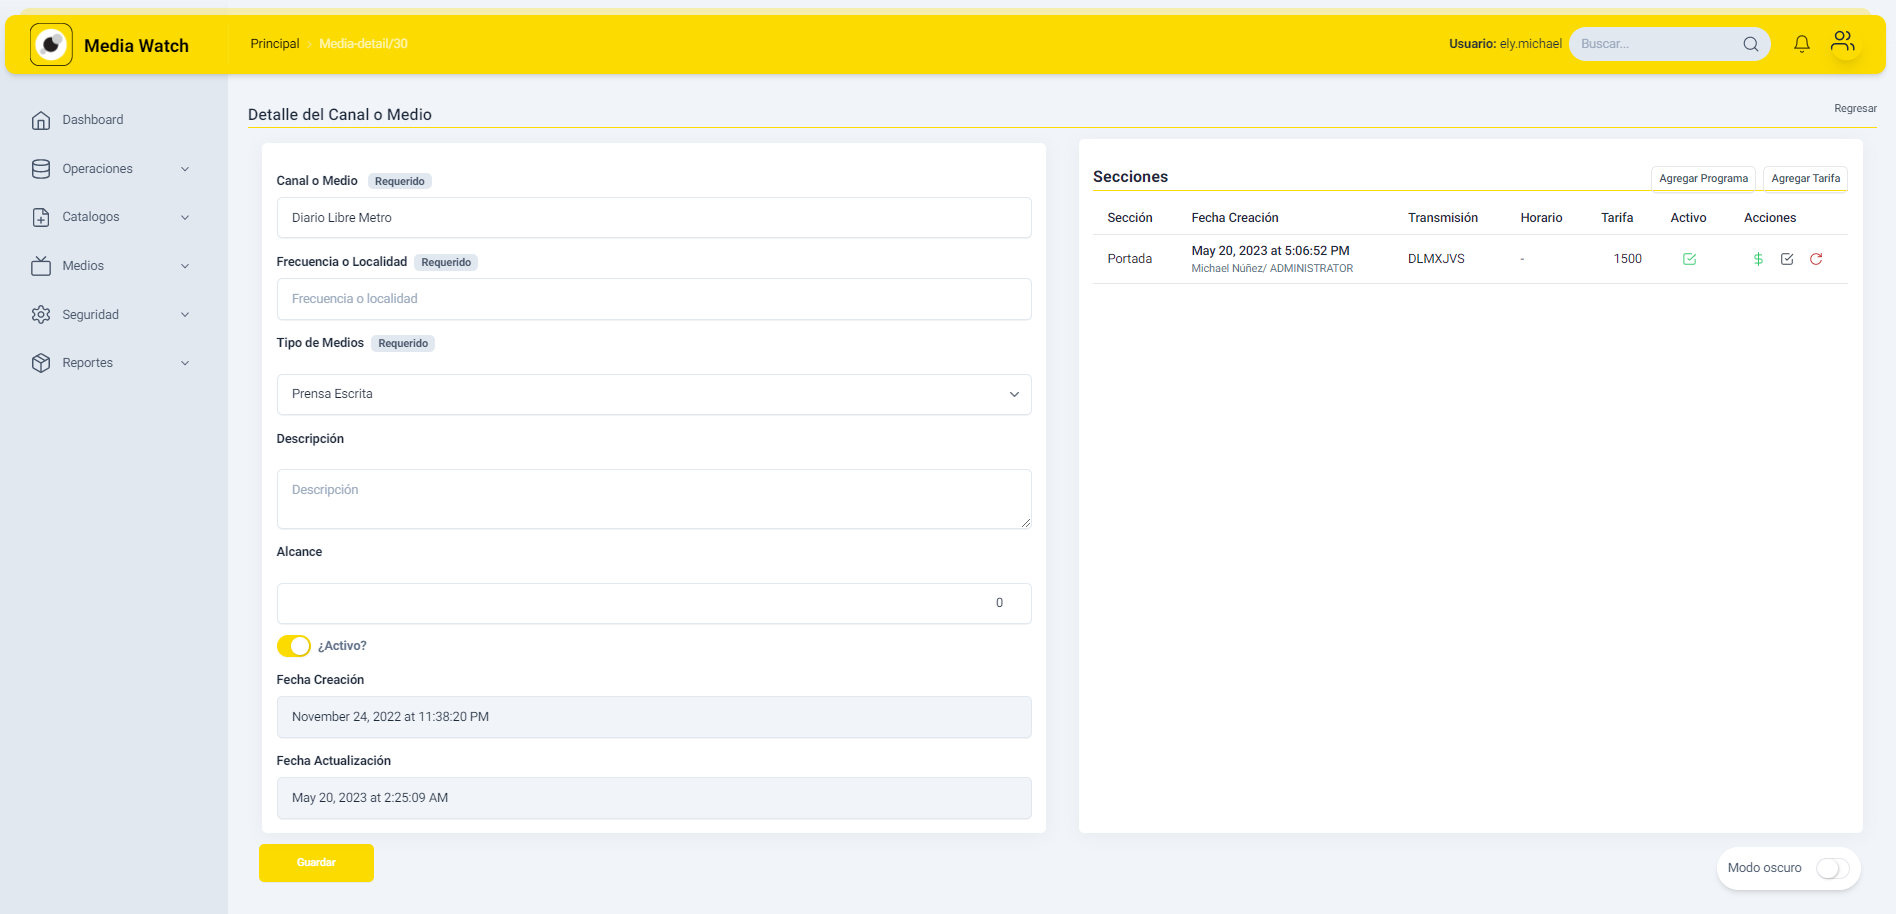 Media Watch
Principal
Media-detail/30
Usuario: ely.michael
Buscar...
Dashboard
Operaciones
Catalogos
Medios
Seguridad
Reportes
Detalle del Canal o Medio
Regresar
Canal o Medio Requerido
Diario Libre Metro
Frecuencia o Localidad Requerido
Frecuencia o localidad
Tipo de Medios Requerido
Prensa Escrita
Descripción
Descripción
Alcance
0
¿Activo?
Fecha Creación
November 24, 2022 at 11:38:20 PM
Fecha Actualización
May 20, 2023 at 2:25:09 AM
Guardar
Secciones
Agregar Programa
Agregar Tarifa
Sección Fecha Creación Transmisión Horario Tarifa Activo Acciones
Portada May 20, 2023 at 5:06:52 PM DLMXJVS - 1500
Michael Núñez/ ADMINISTRATOR
Modo oscuro